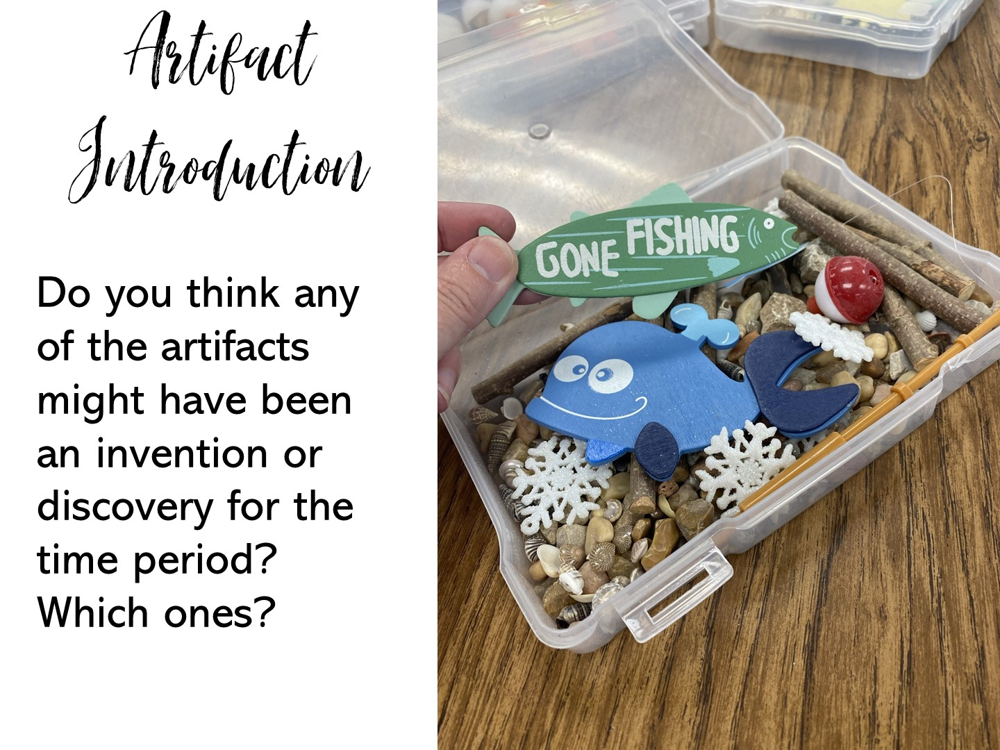 Artifact
Introduction
Do you think any
of the artifacts
might have been
an invention or
discovery for the
time period?
Which ones?
GONE FISHING